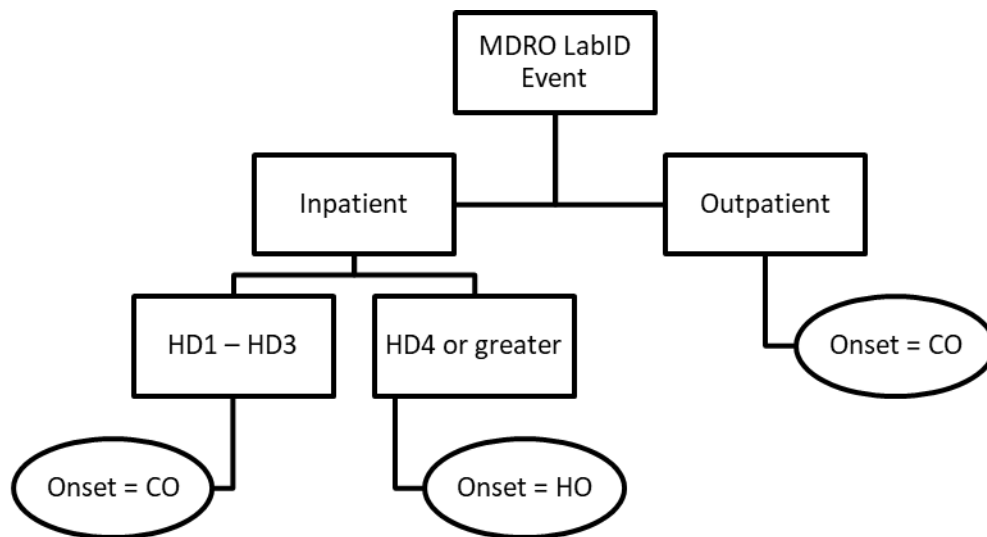 MDRO LabID
Event
Inpatient
Outpatient
HD1 – HD3
HD4 or greater
Onset = CO
Onset = CO
Onset = HO